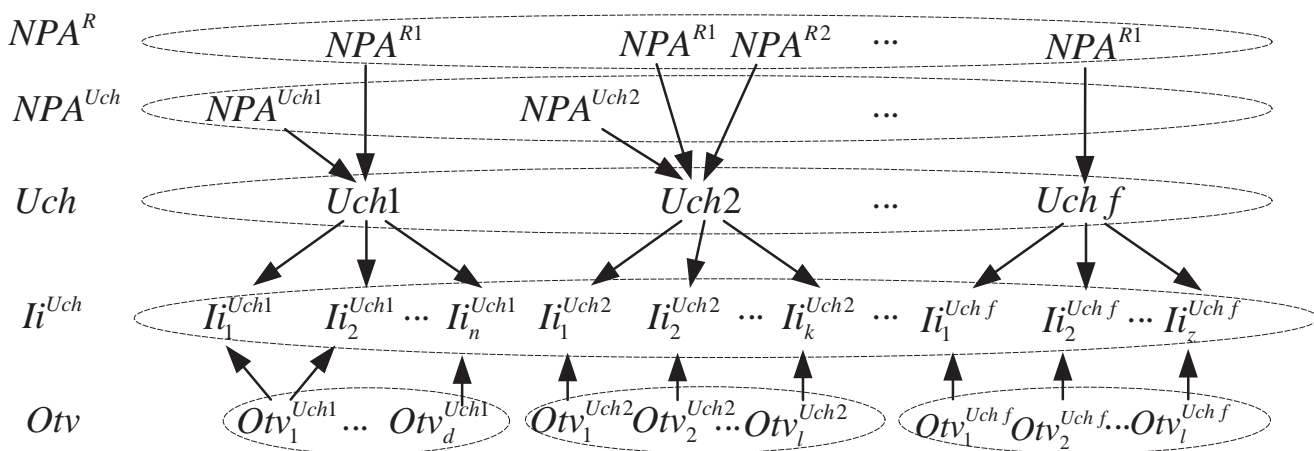 NPA^R NPA^{R1} NPA^{R1} NPA^{R2} ... NPA^{R1}
NPA^{Uch} NPA^{Uch1} NPA^{Uch2} ...
Uch Uch1 Uch2 ... Uch f
Ii^{Uch} Ii_1^{Uch1} Ii_2^{Uch1} ... Ii_n^{Uch1} Ii_1^{Uch2} Ii_2^{Uch2} ... Ii_k^{Uch2} ... Ii_1^{Uch f} Ii_2^{Uch f} ... Ii_z^{Uch f}
Otv Otv_1^{Uch1} ... Otv_d^{Uch1} Otv_1^{Uch2} Otv_2^{Uch2} ... Otv_l^{Uch2} Otv_1^{Uch f} Otv_2^{Uch f} ... Otv_l^{Uch f}